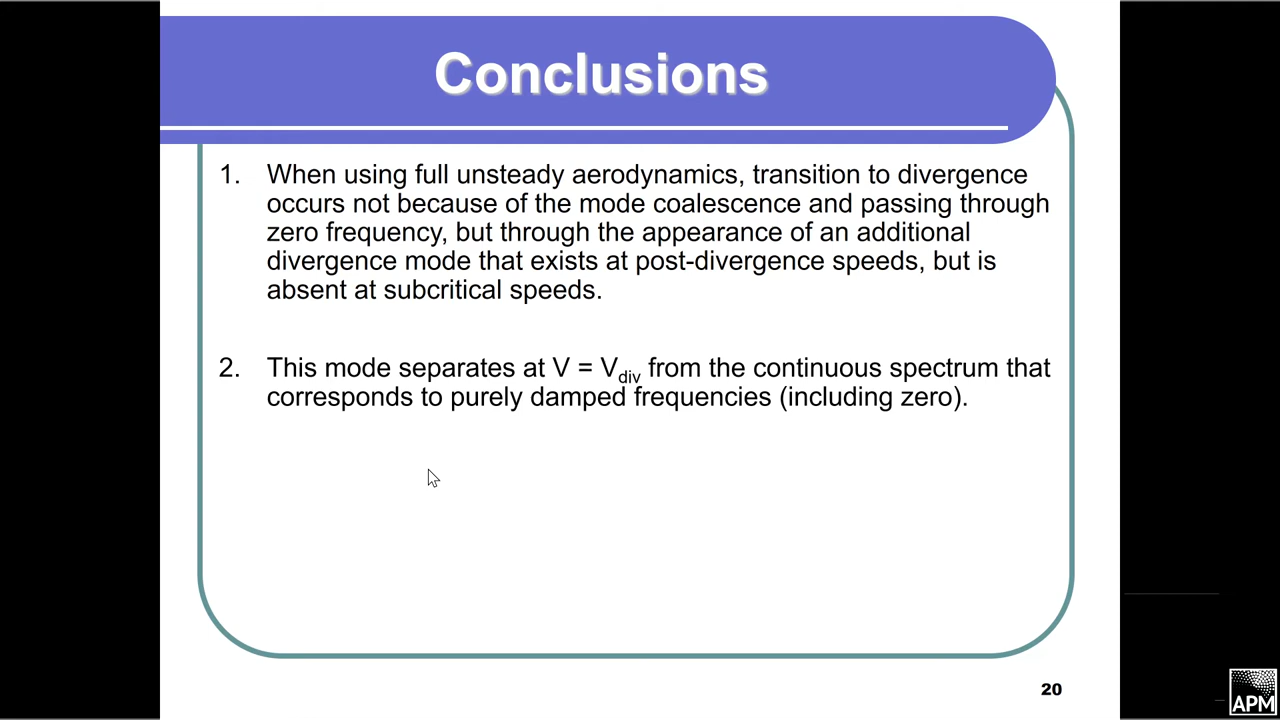 Conclusions
1. When using full unsteady aerodynamics, transition to divergence
occurs not because of the mode coalescence and passing through
zero frequency, but through the appearance of an additional
divergence mode that exists at post-divergence speeds, but is
absent at subcritical speeds.
2. This mode separates at V = Vdiv from the continuous spectrum that
corresponds to purely damped frequencies (including zero).
20
APM